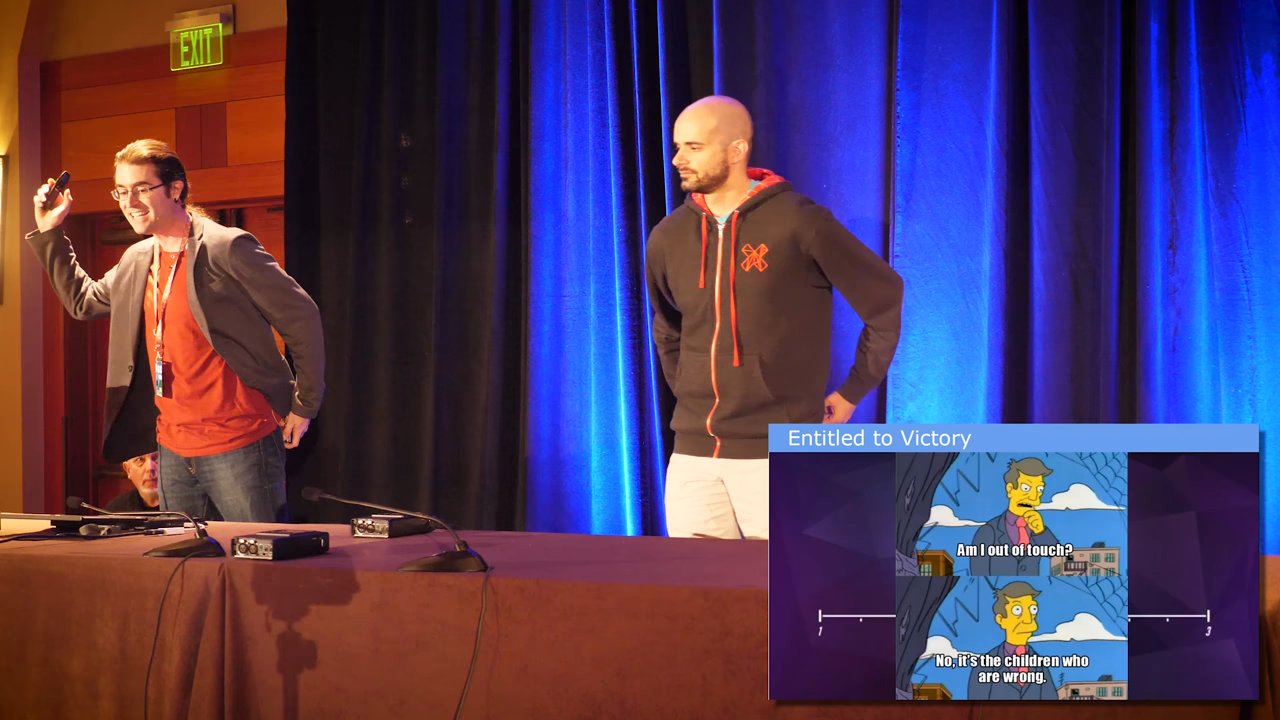 EXIT
Entitled to Victory
Am I out of touch?
1
3
No, it's the children who
are wrong.